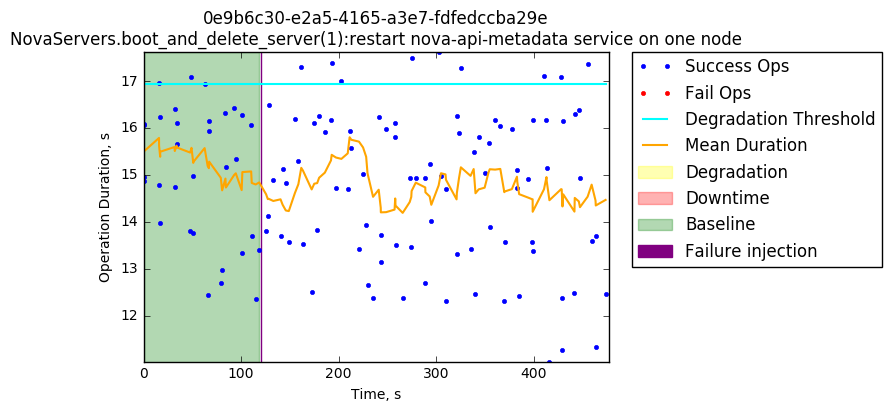 0e9b6c30-e2a5-4165-a3e7-fdfedccba29e
NovaServers.boot_and_delete_server(1):restart nova-api-metadata service on one node
17
16
15
14
13
12
Operation Duration, s
0
100
200
300
400
Time, s
Success Ops
Fail Ops
Degradation Threshold
Mean Duration
Degradation
Downtime
Baseline
Failure injection